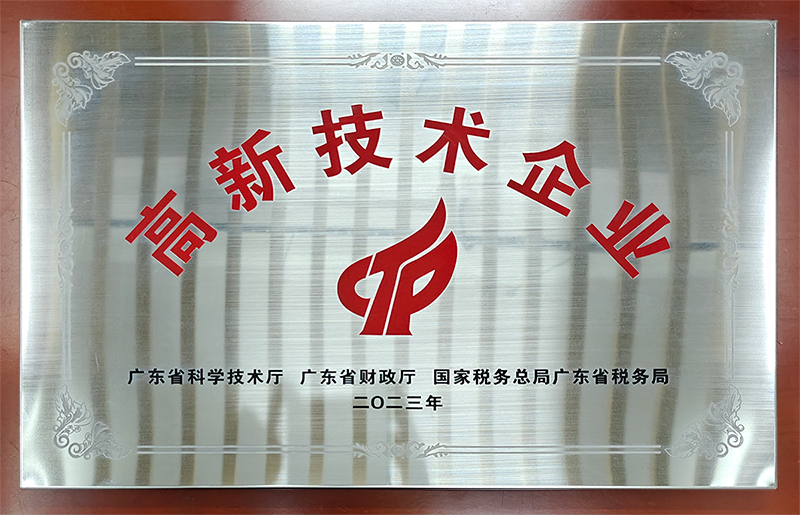 高新技术企业
广东省科学技术厅 广东省财政厅 国家税务总局广东省税务局
二〇二三年